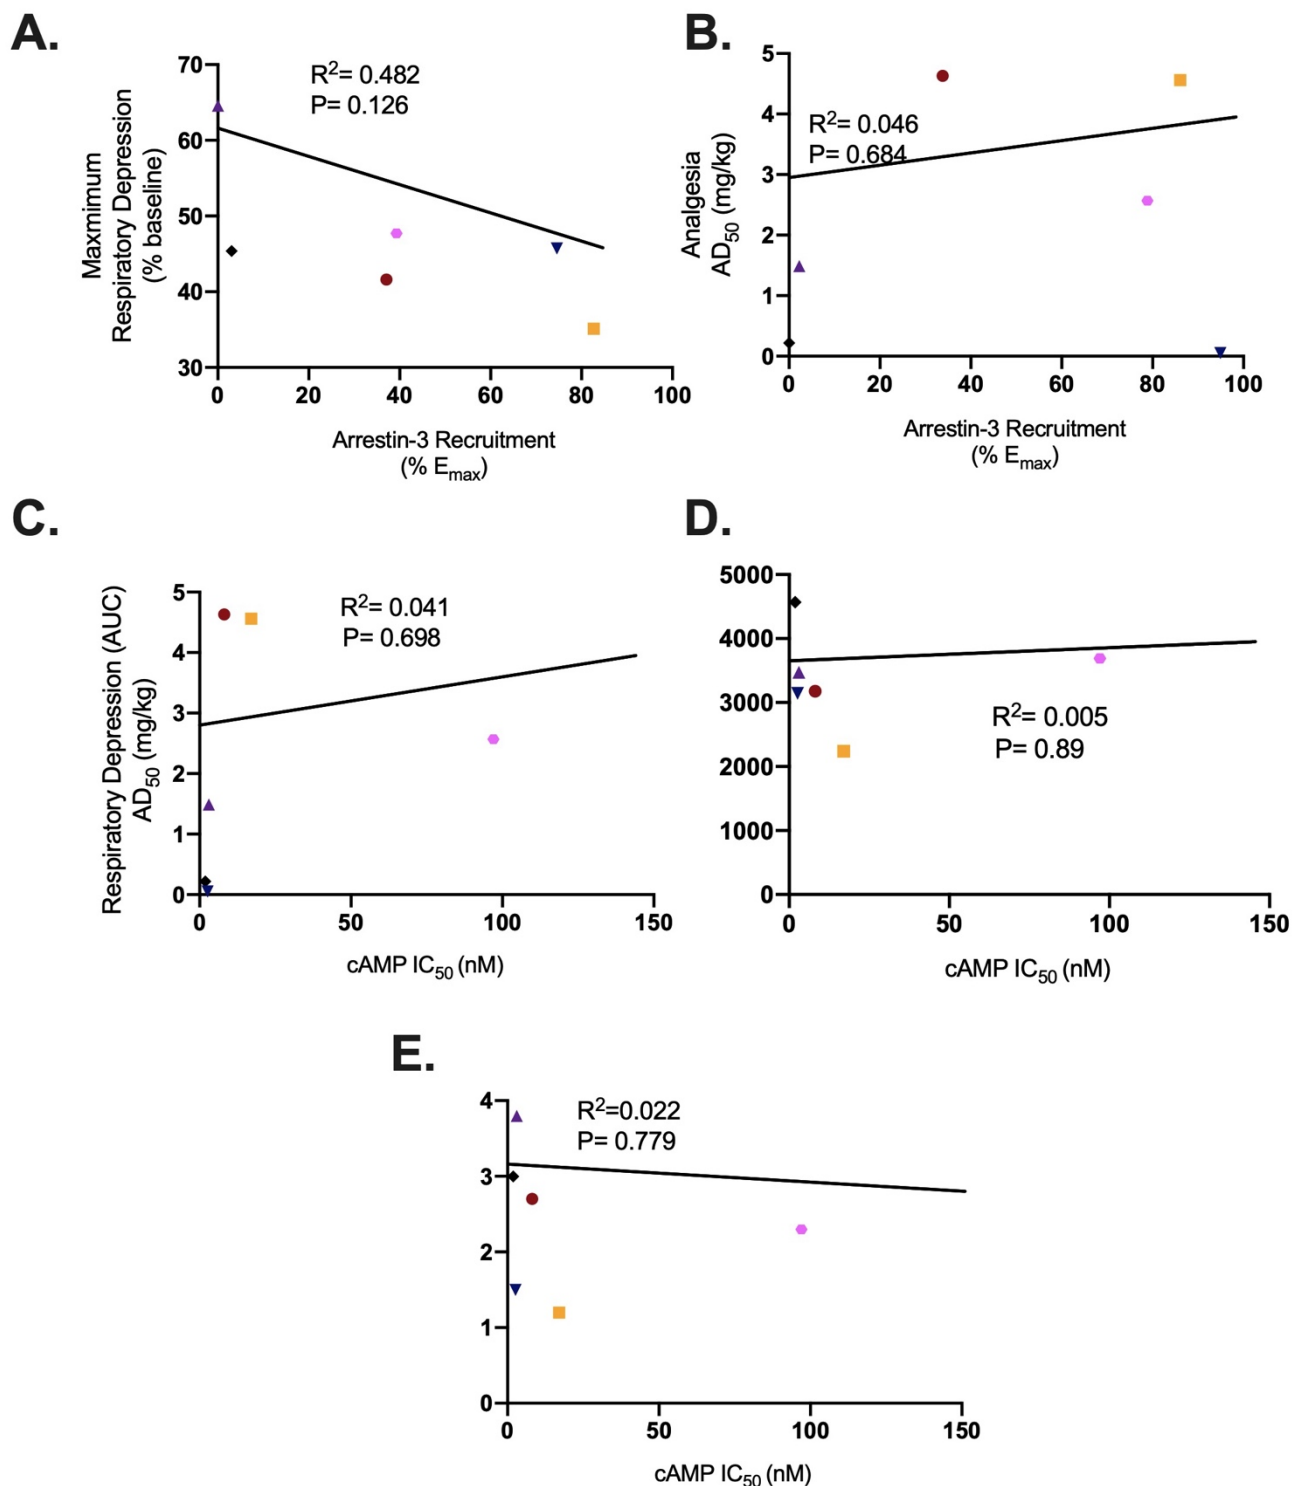 A.
Maxmimum
Respiratory Depression
(% baseline)
70
60
50
40
30
R2= 0.482
P= 0.126
0 20 40 60 80 100
Arrestin-3 Recruitment
(% Emax)
B.
Analgesia
AD50 (mg/kg)
5
4
3
2
1
0
R2= 0.046
P= 0.684
0 20 40 60 80 100
Arrestin-3 Recruitment
(% Emax)
C.
Respiratory Depression (AUC)
AD50 (mg/kg)
5
4
3
2
1
0
R2= 0.041
P= 0.698
0 50 100 150
cAMP IC50 (nM)
D.
5000
4000
3000
2000
1000
0
R2= 0.005
P= 0.89
0 50 100 150
cAMP IC50 (nM)
E.
4
3
2
1
0
R2=0.022
P= 0.779
0 50 100 150
cAMP IC50 (nM)